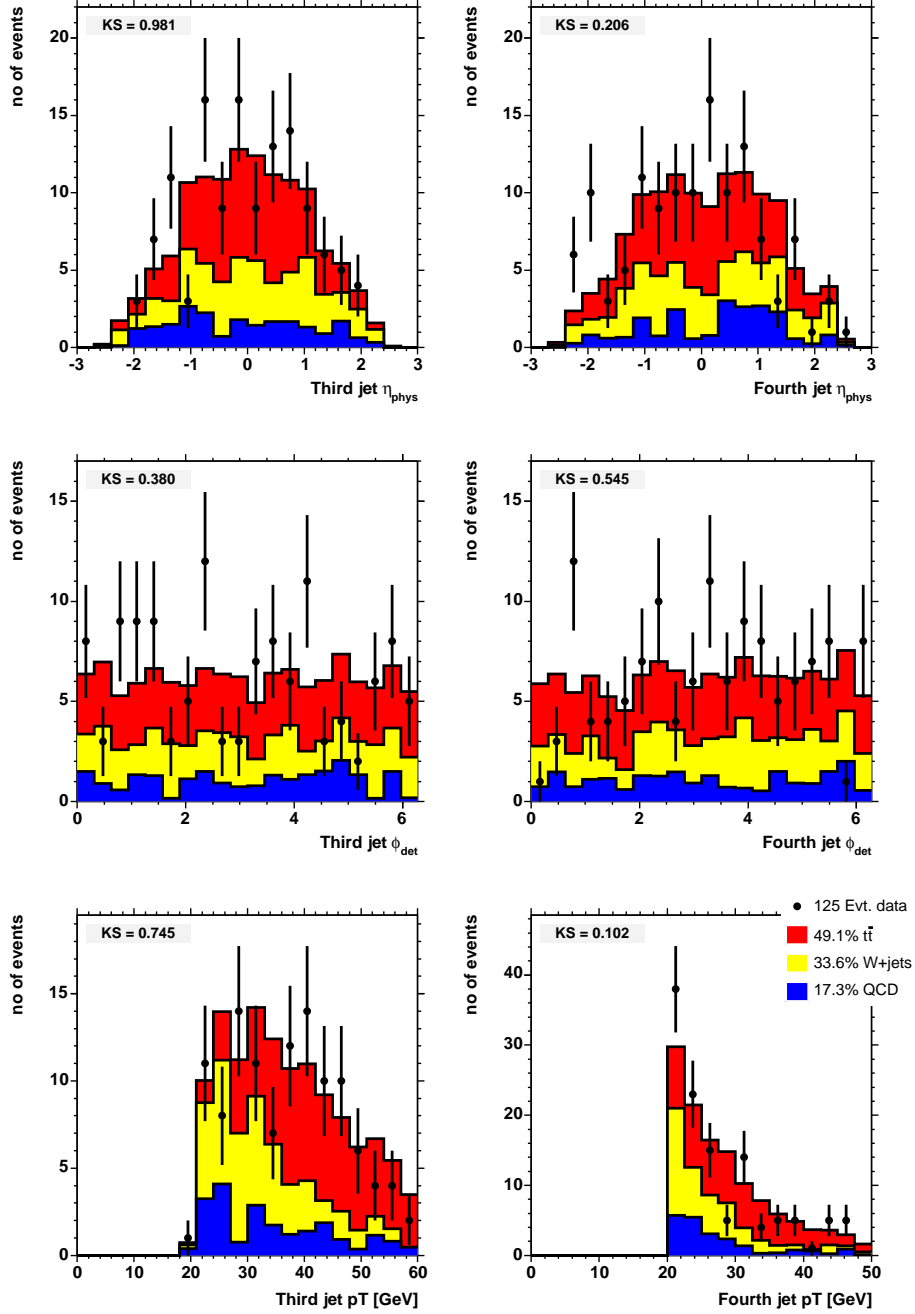 no of events
KS = 0.981
20
15
10
5
0
-3 -2 -1 0 1 2 3
Third jet ηphys
no of events
KS = 0.206
20
15
10
5
0
-3 -2 -1 0 1 2 3
Fourth jet ηphys
no of events
KS = 0.380
15
10
5
0
0 2 4 6
Third jet ϕdet
no of events
KS = 0.545
15
10
5
0
0 2 4 6
Fourth jet ϕdet
no of events
KS = 0.745
15
10
5
0
0 10 20 30 40 50 60
Third jet pT [GeV]
no of events
KS = 0.102
40
30
20
10
0
0 10 20 30 40 50
Fourth jet pT [GeV]
125 Evt. data
49.1% tt̄
33.6% W+jets
17.3% QCD